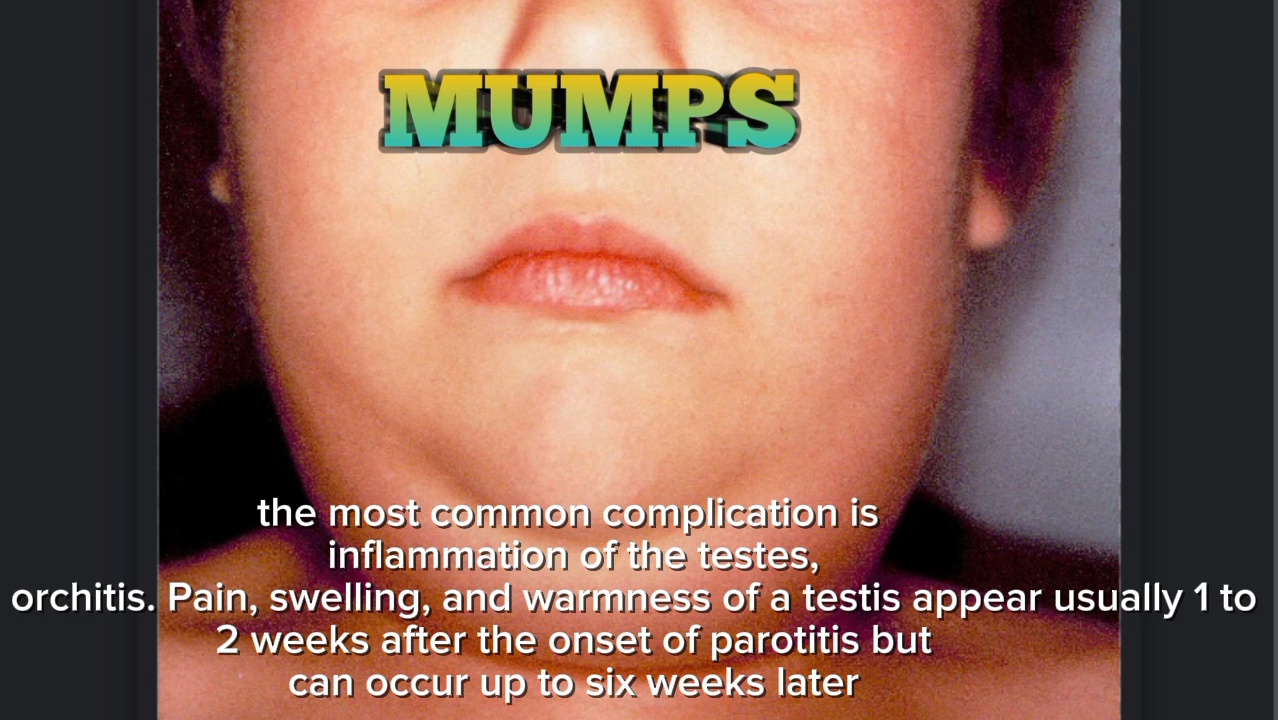 MUMPS
the most common complication is
inflammation of the testes,
orchitis. Pain, swelling, and warmness of a testis appear usually 1 to
2 weeks after the onset of parotitis but
can occur up to six weeks later